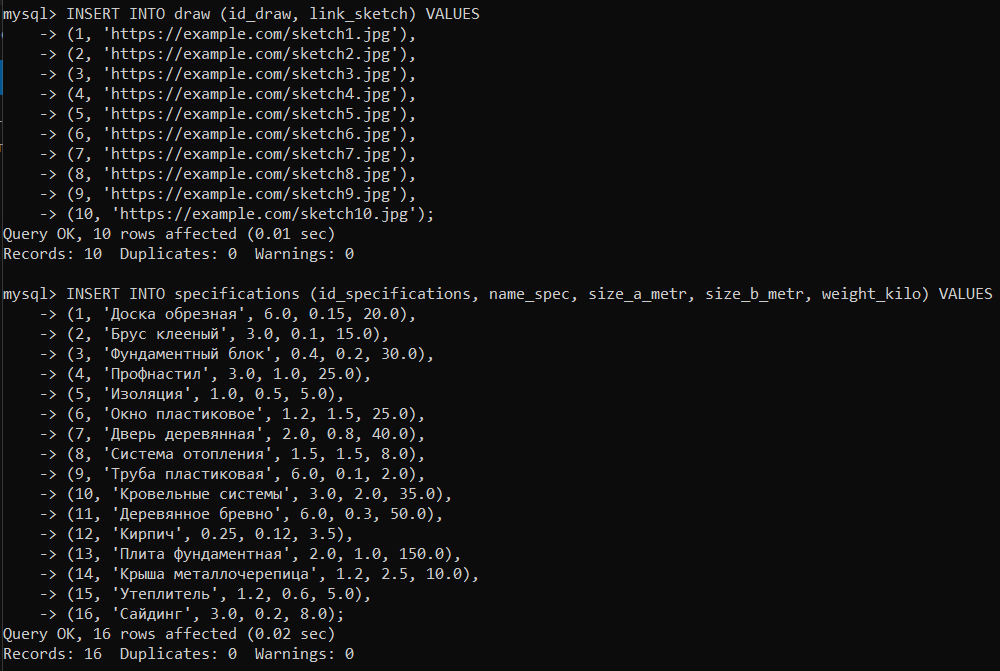 mysql> INSERT INTO draw (id_draw, link_sketch) VALUES
    -> (1, 'https://example.com/sketch1.jpg'),
    -> (2, 'https://example.com/sketch2.jpg'),
    -> (3, 'https://example.com/sketch3.jpg'),
    -> (4, 'https://example.com/sketch4.jpg'),
    -> (5, 'https://example.com/sketch5.jpg'),
    -> (6, 'https://example.com/sketch6.jpg'),
    -> (7, 'https://example.com/sketch7.jpg'),
    -> (8, 'https://example.com/sketch8.jpg'),
    -> (9, 'https://example.com/sketch9.jpg'),
    -> (10, 'https://example.com/sketch10.jpg');
Query OK, 10 rows affected (0.01 sec)
Records: 10  Duplicates: 0  Warnings: 0

mysql> INSERT INTO specifications (id_specifications, name_spec, size_a_metr, size_b_metr, weight_kilo) VALUES
    -> (1, 'Доска обрезная', 6.0, 0.15, 20.0),
    -> (2, 'Брус клееный', 3.0, 0.1, 15.0),
    -> (3, 'Фундаментный блок', 0.4, 0.2, 30.0),
    -> (4, 'Профнастил', 3.0, 1.0, 25.0),
    -> (5, 'Изоляция', 1.0, 0.5, 5.0),
    -> (6, 'Окно пластиковое', 1.2, 1.5, 25.0),
    -> (7, 'Дверь деревянная', 2.0, 0.8, 40.0),
    -> (8, 'Система отопления', 1.5, 1.5, 8.0),
    -> (9, 'Труба пластиковая', 6.0, 0.1, 2.0),
    -> (10, 'Кровельные системы', 3.0, 2.0, 35.0),
    -> (11, 'Деревянное бревно', 6.0, 0.3, 50.0),
    -> (12, 'Кирпич', 0.25, 0.12, 3.5),
    -> (13, 'Плита фундаментная', 2.0, 1.0, 150.0),
    -> (14, 'Крыша металлочерепица', 1.2, 2.5, 10.0),
    -> (15, 'Утеплитель', 1.2, 0.6, 5.0),
    -> (16, 'Сайдинг', 3.0, 0.2, 8.0);
Query OK, 16 rows affected (0.02 sec)
Records: 16  Duplicates: 0  Warnings: 0